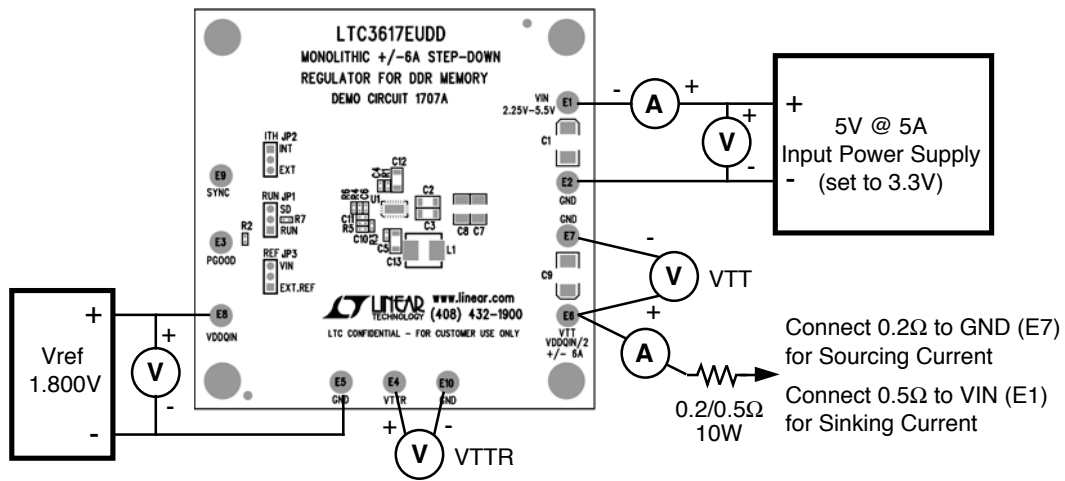 LTC3617EUDD
MONOLITHIC +/-6A STEP-DOWN
REGULATOR FOR DDR MEMORY
DEMO CIRCUIT 1707A
VIN
2.25V-5.5V
E1
- A +
+
V
-
+
-
5V @ 5A
Input Power Supply
(set to 3.3V)
C1
E2
GND
GND
E7
C9
-
V
VTT
+
E6
VTT
VDDQIN/2
+/- 6A
A
0.2/0.5Ω
10W
Connect 0.2Ω to GND (E7)
for Sourcing Current
Connect 0.5Ω to VIN (E1)
for Sinking Current
ITH JP2
INT
EXT
E9
SYNC
RUN JP1
SD
R7
RUN
R2
E3
PGOOD
REF JP3
VIN
EXT.REF
C4
R1
C12
R6
R4
C6
U1
C2
C3
C11
R5
C10
R3
C5
C13
L1
C8 C7
LINEAR
TECHNOLOGY
www.linear.com
(408) 432-1900
LTC CONFIDENTIAL - FOR CUSTOMER USE ONLY
E8
VDDQIN
+
Vref
1.800V
-
+
V
-
E5
GND
E4
VTTR
E10
GND
+ V -
VTTR